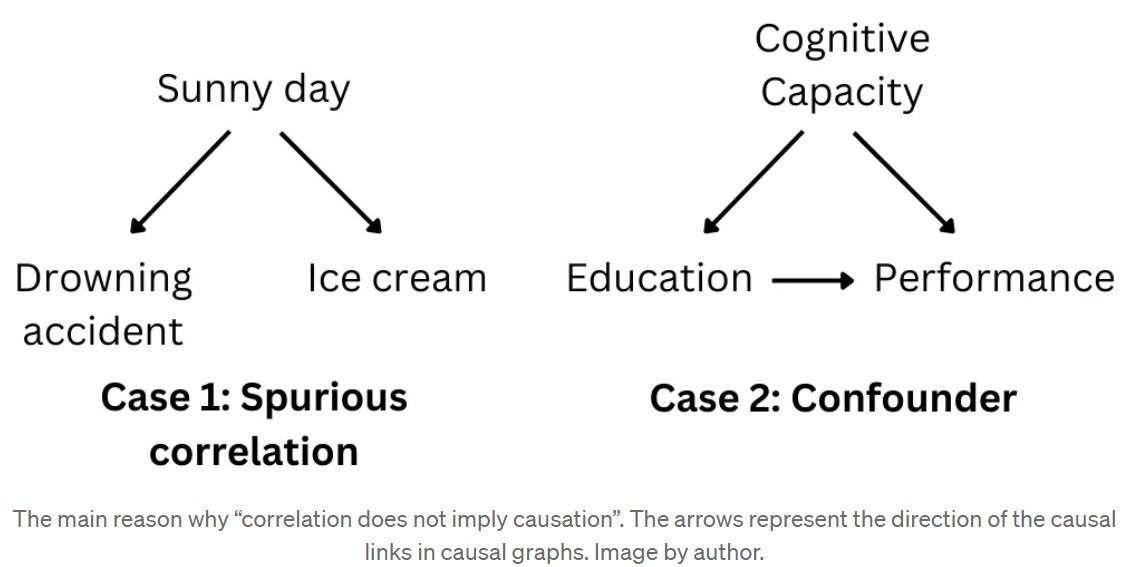 Sunny day
Drowning
accident
Ice cream
Case 1: Spurious
correlation
Cognitive
Capacity
Education
Performance
Case 2: Confounder
The main reason why “correlation does not imply causation”. The arrows represent the direction of the causal
links in causal graphs. Image by author.